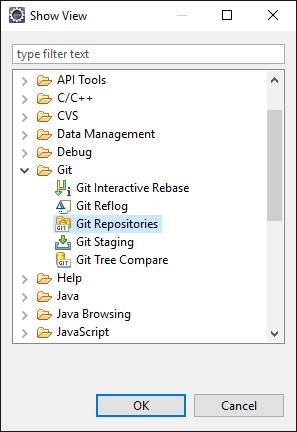 Show View
type filter text
API Tools
C/C++
CVS
Data Management
Debug
Git
Git Interactive Rebase
Git Reflog
Git Repositories
Git Staging
Git Tree Compare
Help
Java
Java Browsing
JavaScript
OK Cancel